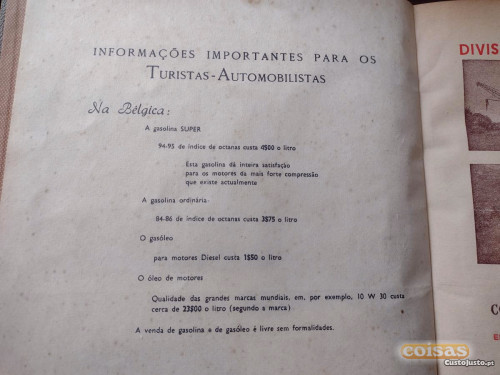 INFORMAÇÕES IMPORTANTES PARA OS
TURISTAS-AUTOMOBILISTAS
Na Bélgica:
A gasolina SUPER
94-95 de índice de octanas custa 4$00 o litro
Esta gasolina dá inteira satisfação
para os motores da mais forte compressão
que existe actualmente
A gasolina ordinária:
84-86 de índice de octanas custa 3$75 o litro
O gasóleo
para motores Diesel custa 1$50 o litro
O óleo de motores
Qualidade das grandes marcas mundiais, em, por exemplo, 10 W 30 custa
cerca de 23$00 o litro (segundo a marca)
A venda de gasolina e de gasóleo é livre sem formalidades.
DIVIS
CO
coisas
CustoJusto.pt